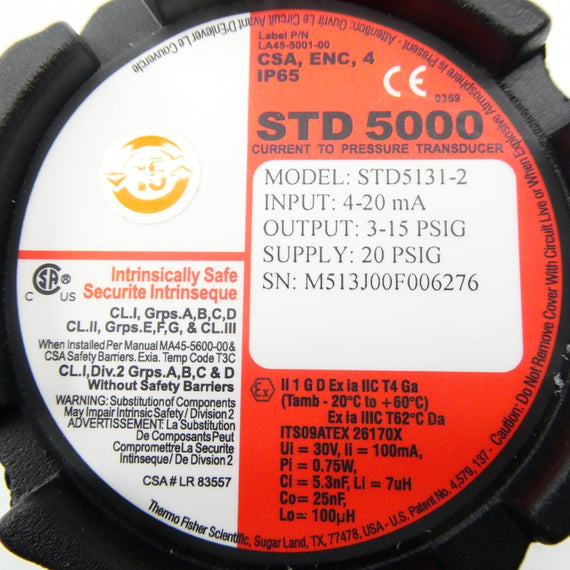 Label P/N
LA45-5001-00
CSA, ENC, 4
IP65
CE
0359
STD 5000
CURRENT TO PRESSURE TRANSDUCER
MODEL: STD5131-2
INPUT: 4-20 mA
OUTPUT: 3-15 PSIG
SUPPLY: 20 PSIG
SN: M513J00F006276
15
CSA
C US
Intrinsically Safe
Securite Intrinseque
CL.I, Grps.A,B,C,D
CL.II, Grps.E,F,G, & CL.III
When Installed Per Manual MA45-5600-00 &
CSA Safety Barriers. Exia. Temp Code T3C
CL.I,Div.2 Grps.A,B,C & D
Without Safety Barriers
WARNING: Substitution of Components
May Impair Intrinsic Safety / Division 2
ADVERTISSEMENT: La Substitution
De Composants Peut
Compromettre La Securite
Intinseque / De Division 2
CSA # LR 83557
Ex
II 1 G D Ex ia IIC T4 Ga
(Tamb - 20°C to +60°C)
Ex ia IIIC T62°C Da
ITS09ATEX 26170X
Ui = 30V, Ii = 100mA,
Pi = 0.75W,
Ci = 5.3nF, Li = 7uH
Co = 25nF,
Lo = 100µH
Thermo Fisher Scientific, Sugar Land, TX, 77478, USA - U.S. Patent No. 4,579,137 - Caution: Do Not Remove Cover With Circuit Live or When Explosive Atmosphere is Present - Attention: Ouvrir Le Circuit Avant D'Enlever Le Couvercle